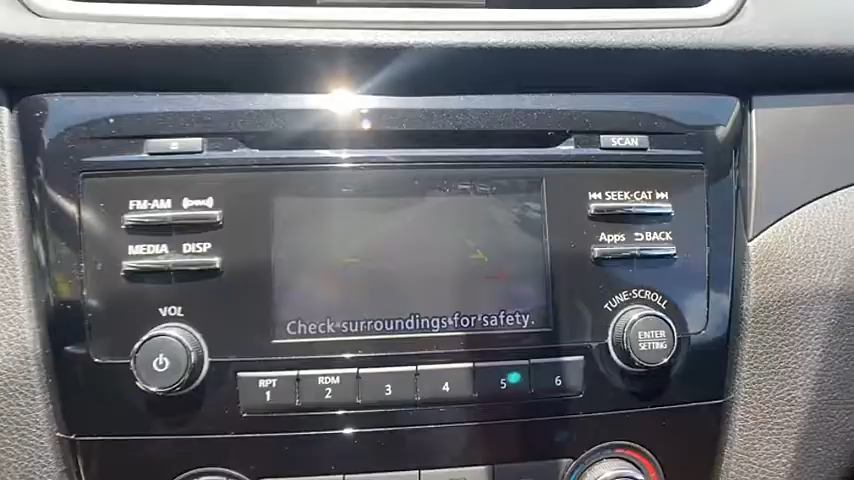 SCAN
FM·AM
SEEK·CAT
MEDIA DISP
Apps BACK
VOL
TUNE·SCROLL
Check surroundings for safety.
ENTER
SETTING
RPT
1
RDM
2
3
4
5
6